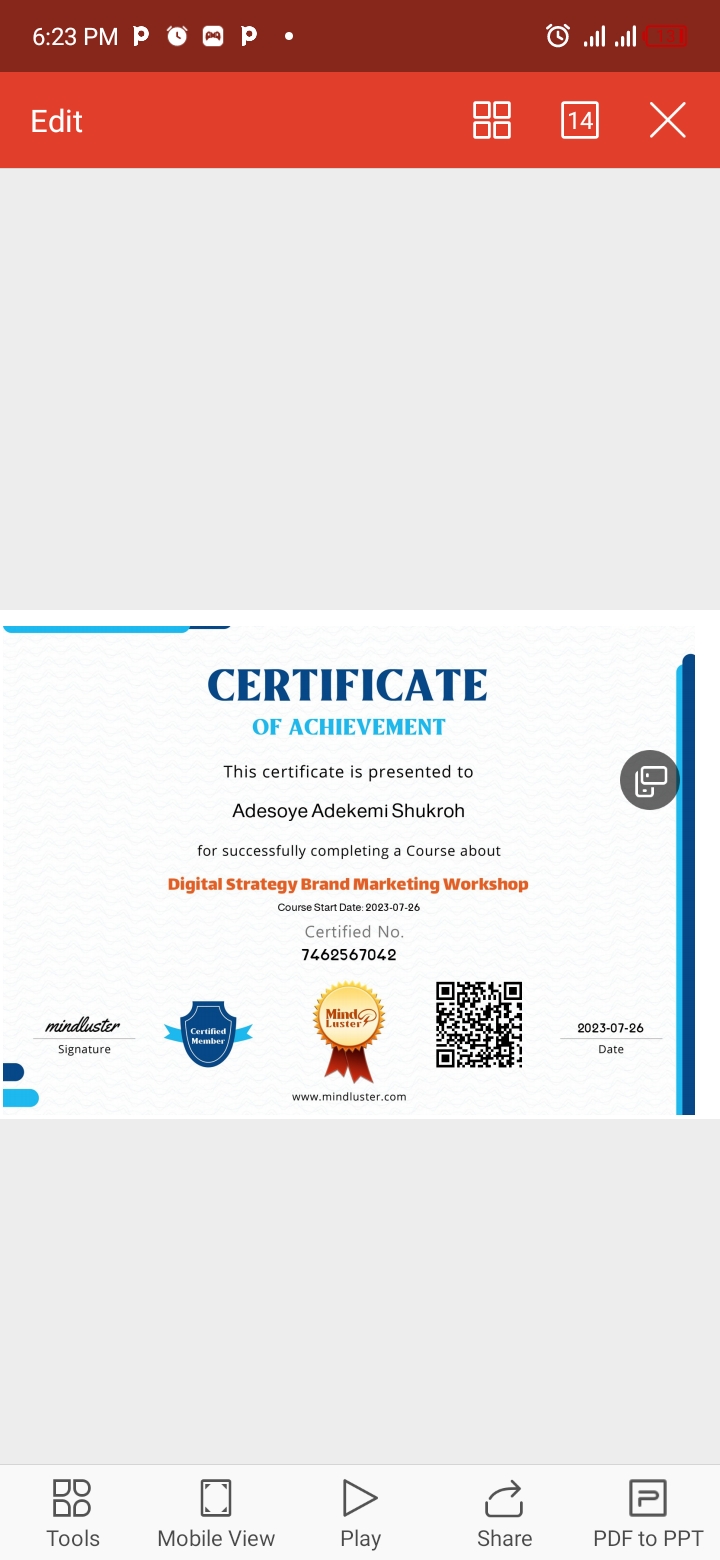 6:23 PM
Edit
14
CERTIFICATE
OF ACHIEVEMENT
This certificate is presented to
Adesoye Adekemi Shukroh
for successfully completing a Course about
Digital Strategy Brand Marketing Workshop
Course Start Date: 2023-07-26
Certified No.
7462567042
mindluster
Signature
Certified
Member
Mind
Luster
2023-07-26
Date
www.mindluster.com
Tools
Mobile View
Play
Share
PDF to PPT